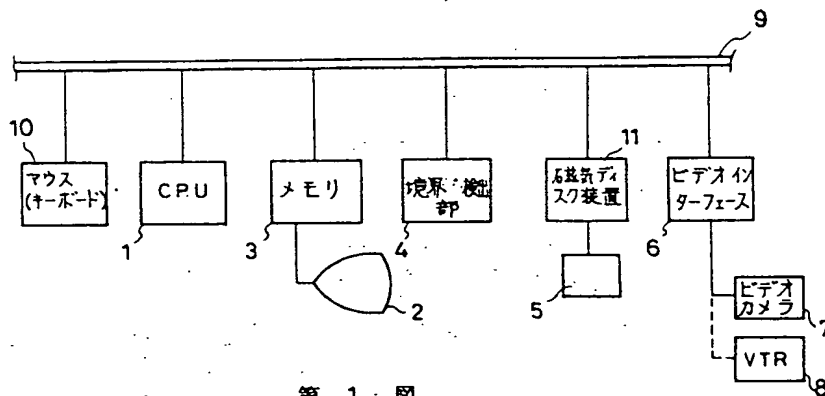 9
10
11
マウス
(キーボード)
CPU
メモリ
境界検出
部
磁気ディ
スク装置
ビデオイン
ターフェース
1
3
4
6
2
5
ビデオ
カメラ
7
VTR
8
第 1 図